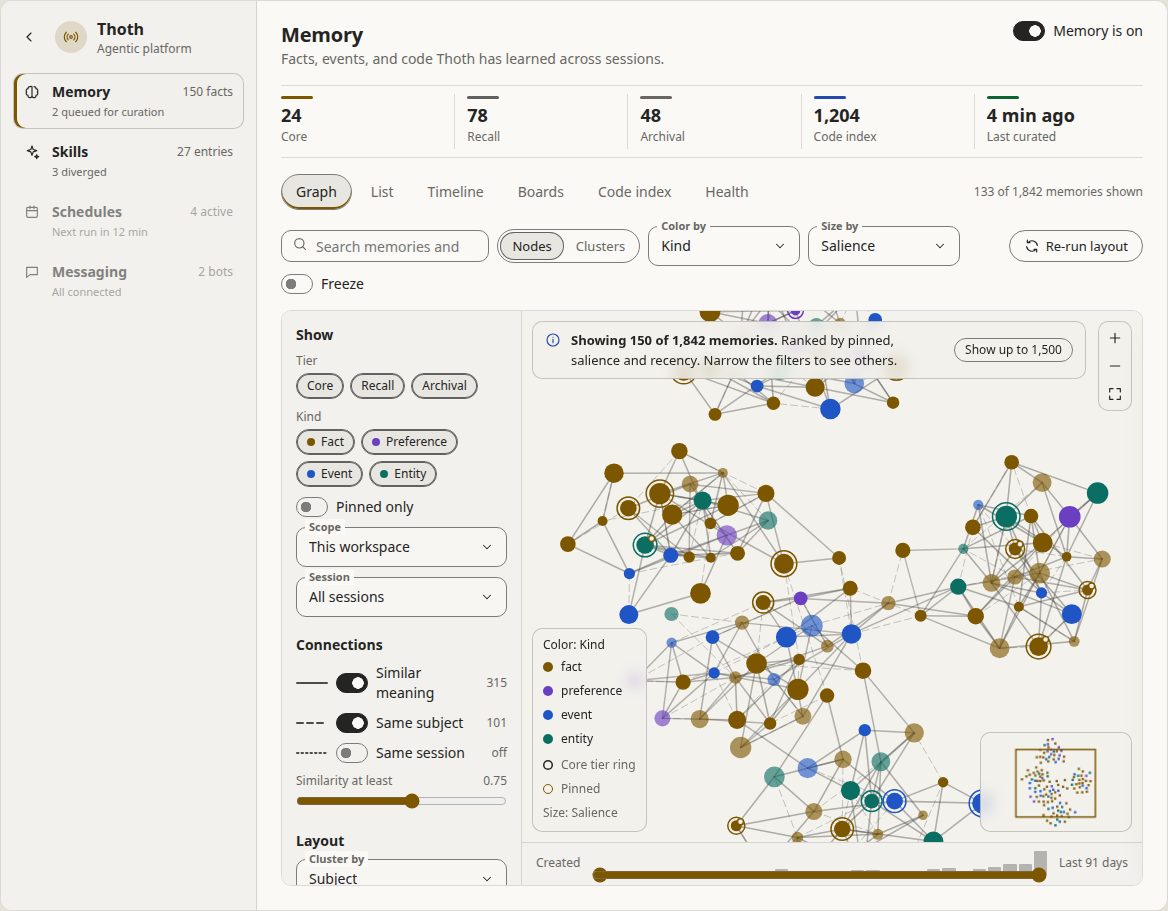 Thoth
Agentic platform
Memory 150 facts
2 queued for curation
Skills 27 entries
3 diverged
Schedules 4 active
Next run in 12 min
Messaging 2 bots
All connected
Memory
Facts, events, and code Thoth has learned across sessions.
Memory is on
24
Core
78
Recall
48
Archival
1,204
Code index
4 min ago
Last curated
Graph List Timeline Boards Code index Health
133 of 1,842 memories shown
Search memories and
Nodes Clusters
Color by
Kind
Size by
Salience
Re-run layout
Freeze
Show
Tier
Core Recall Archival
Kind
Fact Preference
Event Entity
Pinned only
Scope
This workspace
Session
All sessions
Connections
Similar
meaning 315
Same subject 101
Same session off
Similarity at least 0.75
Layout
Cluster by
Subject
Showing 150 of 1,842 memories. Ranked by pinned,
salience and recency. Narrow the filters to see others.
Show up to 1,500
Color: Kind
fact
preference
event
entity
Core tier ring
Pinned
Size: Salience
Created
Last 91 days